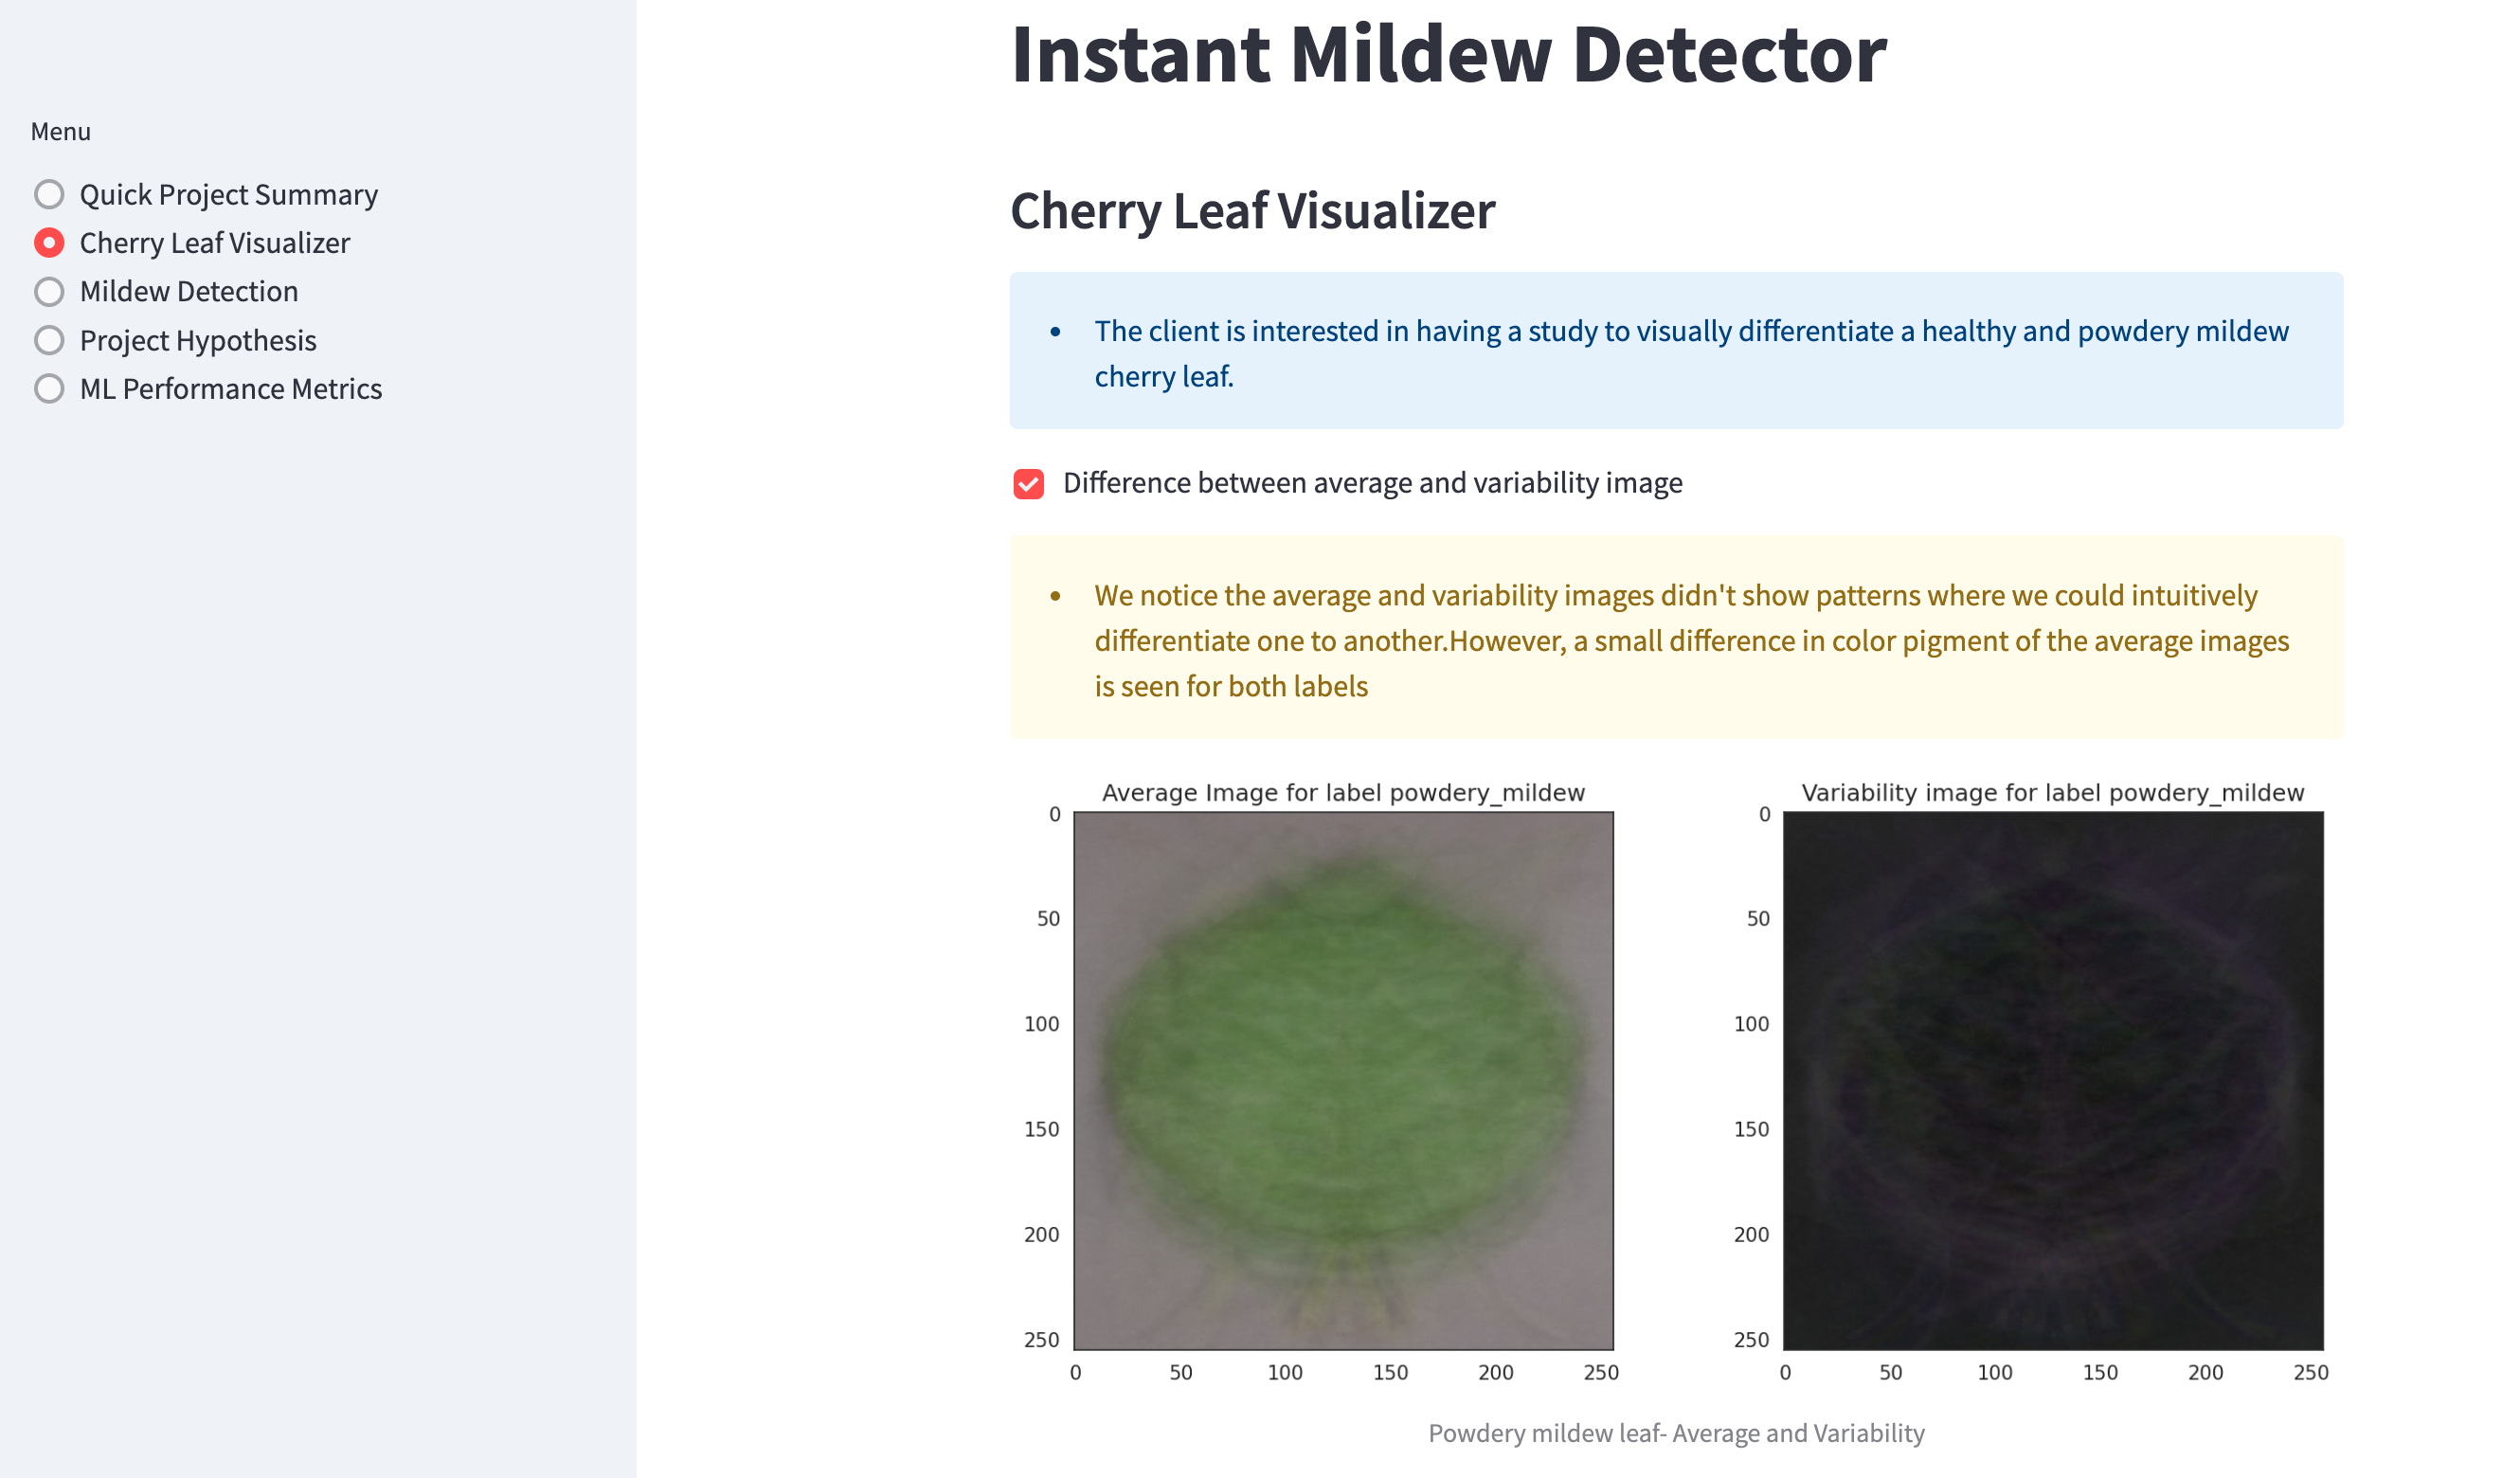 Instant Mildew Detector
Menu
Quick Project Summary
Cherry Leaf Visualizer
Mildew Detection
Project Hypothesis
ML Performance Metrics
Cherry Leaf Visualizer
• The client is interested in having a study to visually differentiate a healthy and powdery mildew
cherry leaf.
Difference between average and variability image
• We notice the average and variability images didn't show patterns where we could intuitively
differentiate one to another.However, a small difference in color pigment of the average images
is seen for both labels
Average Image for label powdery_mildew
0
50
100
150
200
250
0 50 100 150 200 250
Variability image for label powdery_mildew
0
50
100
150
200
250
0 50 100 150 200 250
Powdery mildew leaf- Average and Variability